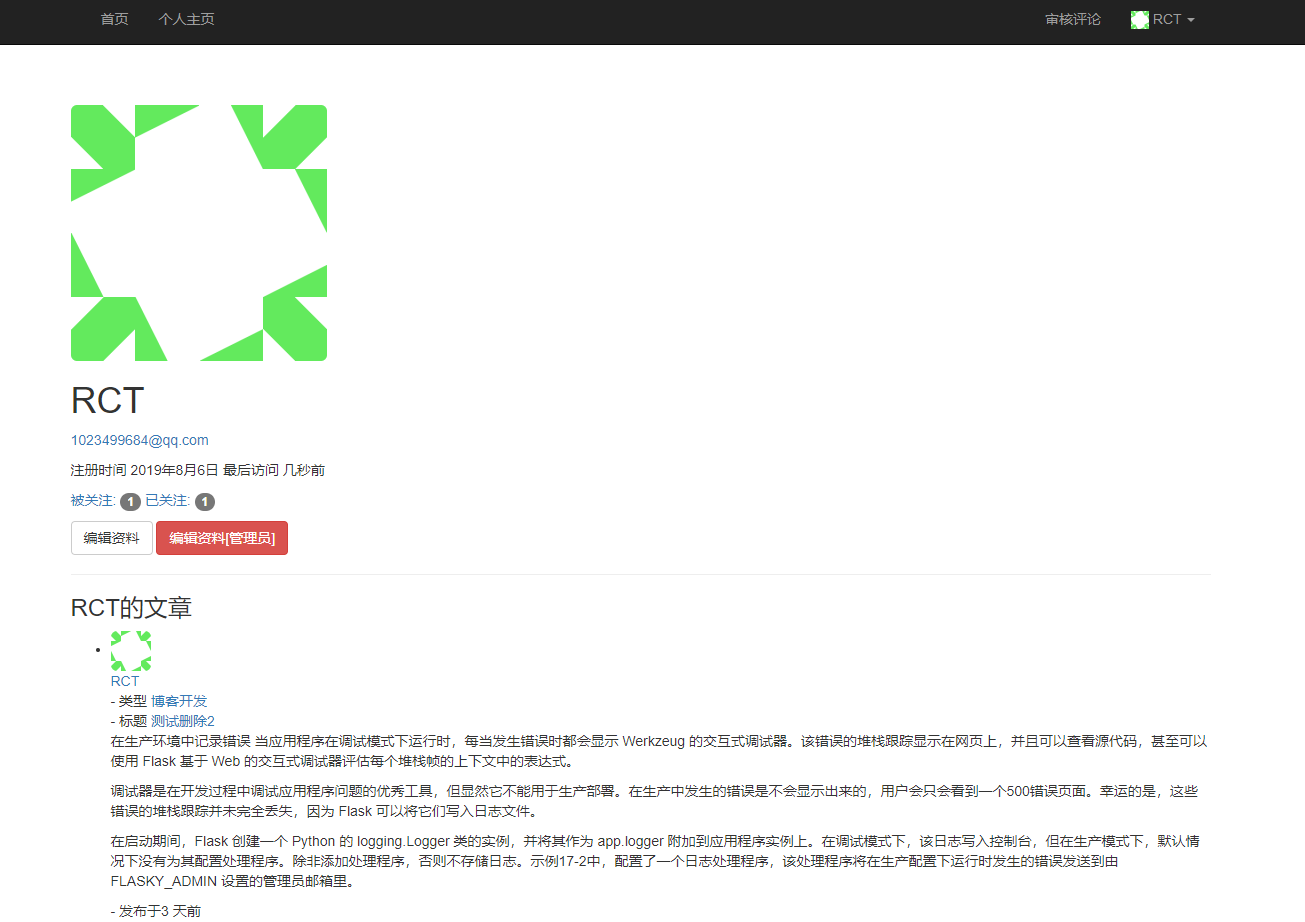 首页 个人主页 审核评论 RCT
RCT
1023499684@qq.com
注册时间 2019年8月6日 最后访问 几秒前
被关注: 1 已关注: 1
编辑资料 编辑资料[管理员]
RCT的文章
RCT
- 类型 博客开发
- 标题 测试删除2
在生产环境中记录错误 当应用程序在调试模式下运行时，每当发生错误时都会显示 Werkzeug 的交互式调试器。该错误的堆栈跟踪显示在网页上，并且可以查看源代码，甚至可以
使用 Flask 基于 Web 的交互式调试器评估每个堆栈帧的上下文中的表达式。
调试器是在开发过程中调试应用程序问题的优秀工具，但显然它不能用于生产部署。在生产中发生的错误是不会显示出来的，用户会只会看到一个500错误页面。幸运的是，这些
错误的堆栈跟踪并未完全丢失，因为 Flask 可以将它们写入日志文件。
在启动期间，Flask 创建一个 Python 的 logging.Logger 类的实例，并将其作为 app.logger 附加到应用程序实例上。在调试模式下，该日志写入控制台，但在生产模式下，默认情
况下没有为其配置处理程序。除非添加处理程序，否则不存储日志。示例17-2中，配置了一个日志处理程序，该处理程序将在生产配置下运行时发生的错误发送到由
FLASKY_ADMIN 设置的管理员邮箱里。
- 发布于3 天前